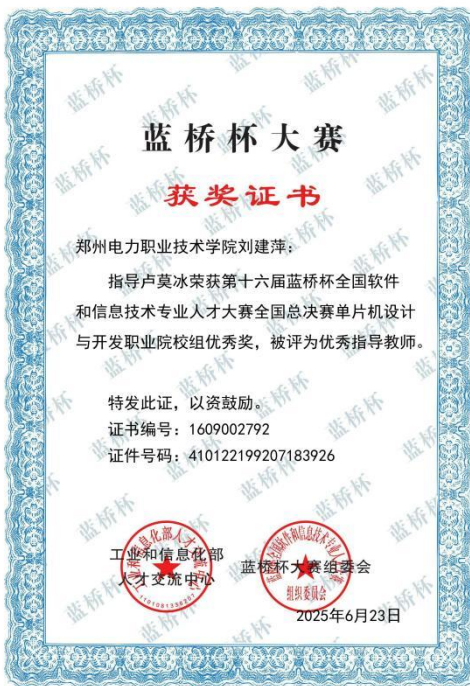 蓝桥杯大赛
获奖证书
郑州电力职业技术学院刘建萍：
指导卢莫冰荣获第十六届蓝桥杯全国软件
和信息技术专业人才大赛全国总决赛单片机设计
与开发职业院校组优秀奖，被评为优秀指导教师。
特发此证，以资鼓励。
证书编号：1609002792
证件号码：410122199207183926
工业和信息化部
人才交流中心
蓝桥杯大赛组委会
组织委员会
2025年6月23日